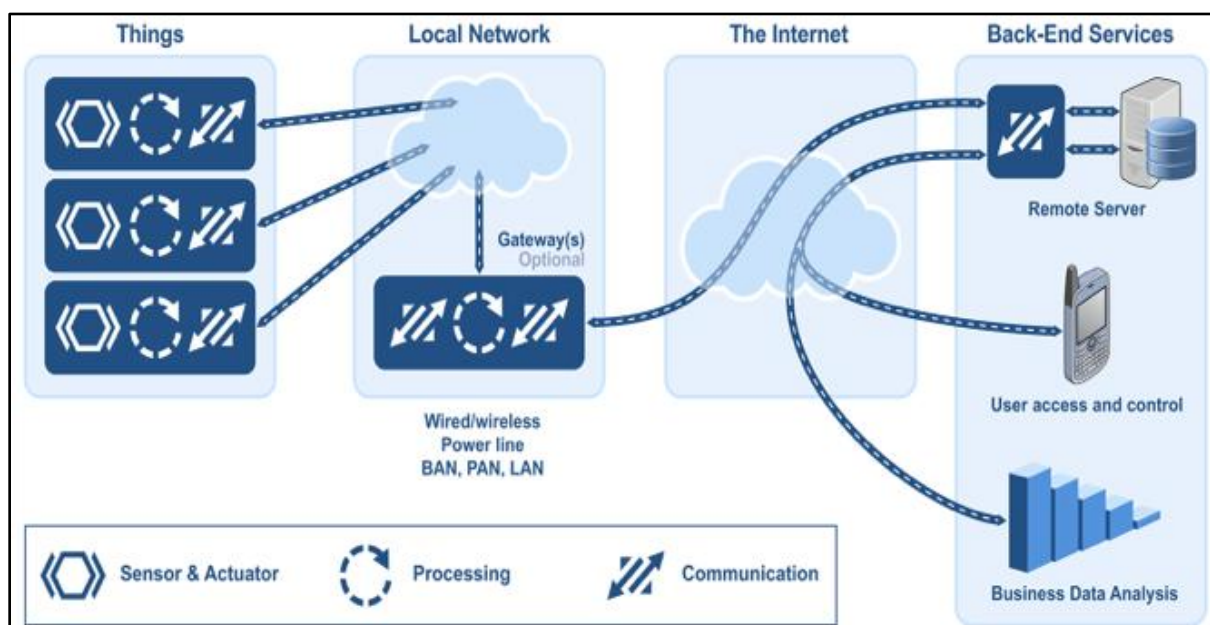 Things
Local Network
The Internet
Back-End Services
Gateway(s)
Optional
Wired/wireless
Power line
BAN, PAN, LAN
Remote Server
User access and control
Business Data Analysis
Sensor & Actuator
Processing
Communication